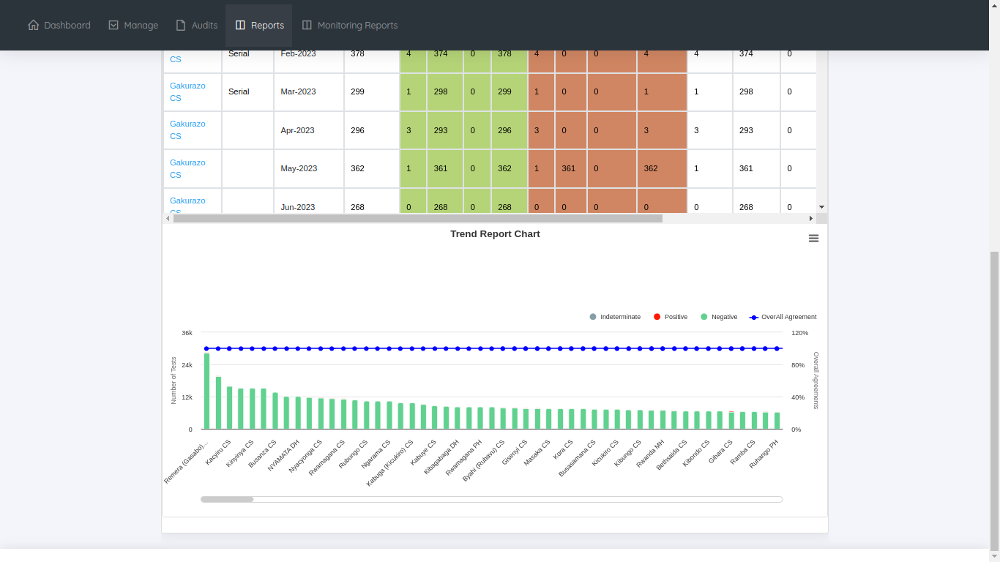 Dashboard Manage Audits Reports Monitoring Reports
CS Serial Feb-2023 378 4 374 0 378 4 0 0 4 4 374 0
Gakurazo
CS Serial Mar-2023 299 1 298 0 299 1 0 0 1 1 298 0
Gakurazo
CS Apr-2023 296 3 293 0 296 3 0 0 3 3 293 0
Gakurazo
CS May-2023 362 1 361 0 362 1 361 0 362 1 361 0
Gakurazo
CS Jun-2023 268 0 268 0 268 0 0 0 0 0 268 0
Trend Report Chart
Indeterminate Positive Negative OverAll Agreement
36k 120%
24k 80%
12k 40%
0 0%
Number of Tests
Overall Agreements
Remera (Gasabo)...
Kacyiru CS
Kinyinya CS
Busanza CS
NYAMATA DH
Nyacyonga CS
Rwamagana CS
Rubungo CS
Ngarama CS
Kabuga (Kicukiro) CS
Kabuye CS
Kibagabaga DH
Rwamagana PH
Byahi (Rubavu) CS
Gisenyi CS
Masaka CS
Kora CS
Busasamana CS
Kicukiro CS
Kibungo CS
Rwanda MH
Bethsaida CS
Kibondo CS
Gihara CS
Ramba CS
Ruhango PH